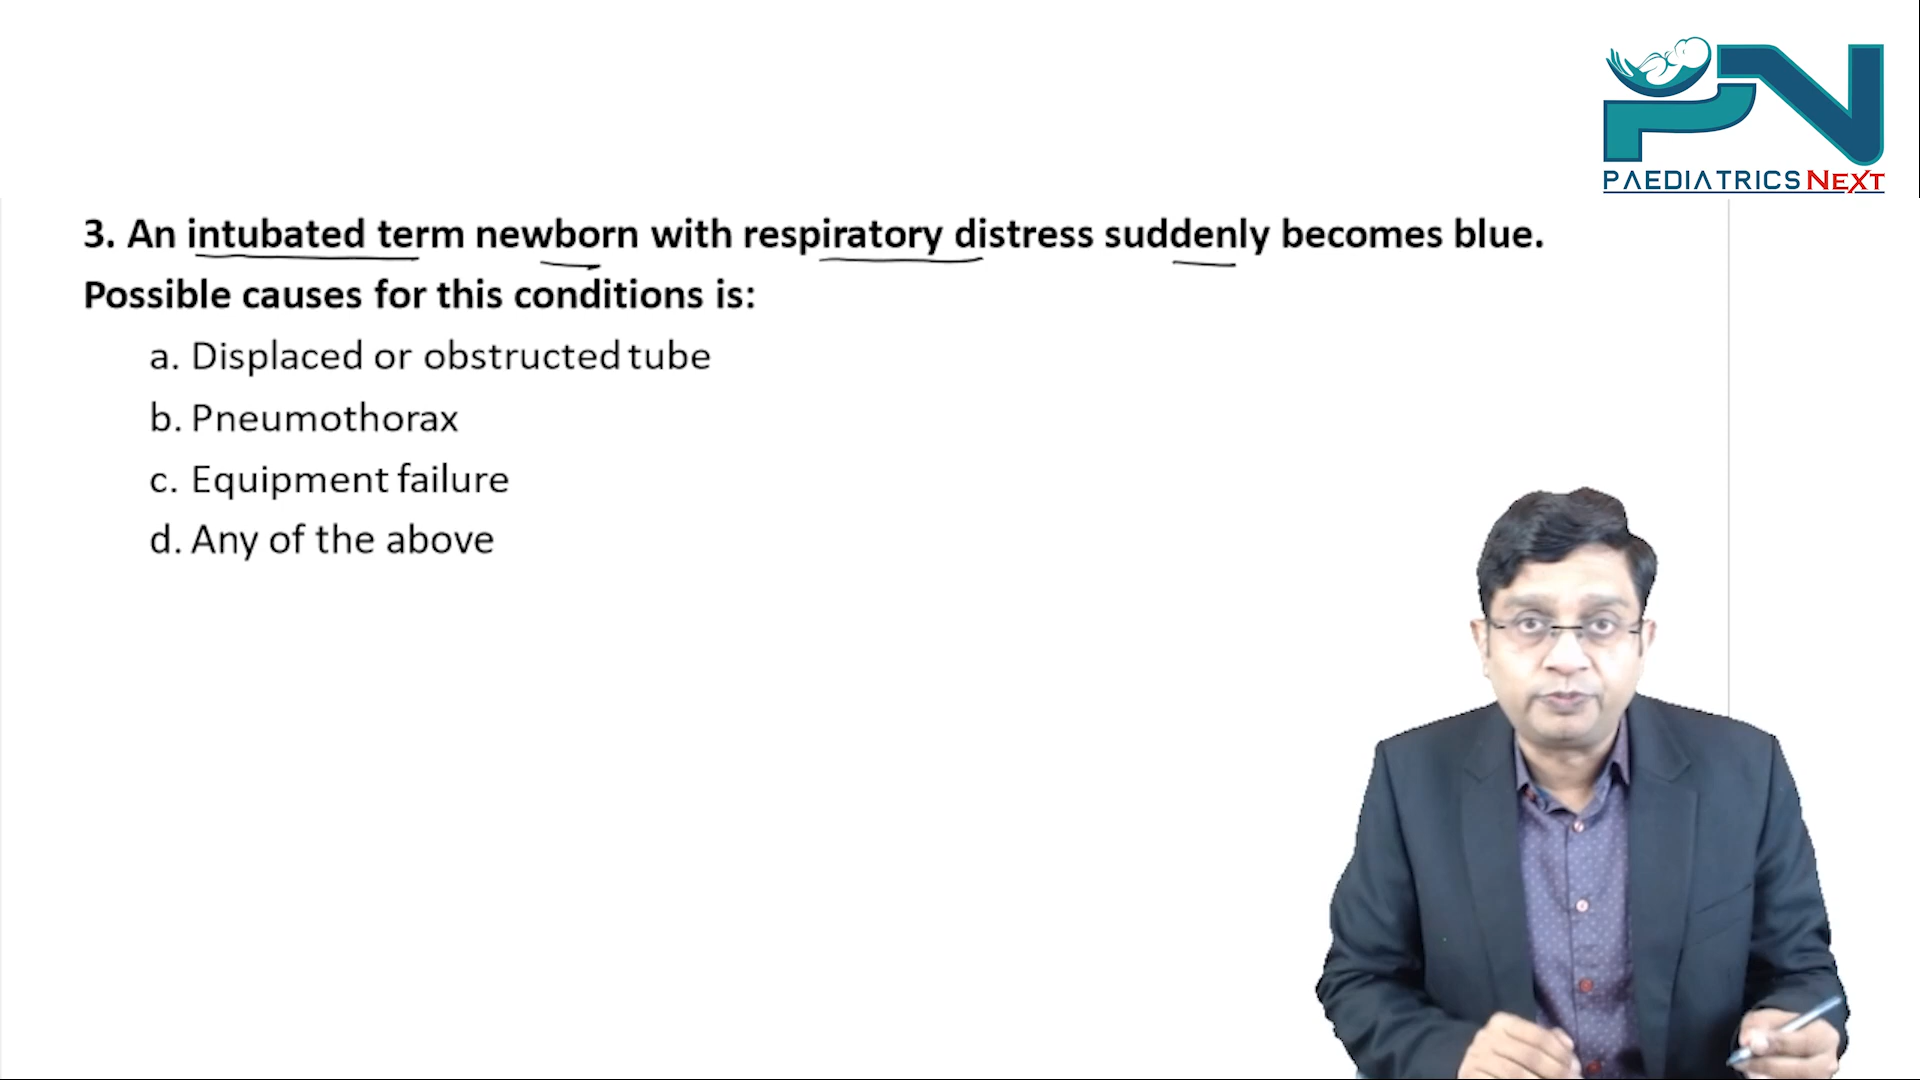 PN
PAEDIATRICS NEXT
3. An intubated term newborn with respiratory distress suddenly becomes blue.
Possible causes for this conditions is:
a. Displaced or obstructed tube
b. Pneumothorax
c. Equipment failure
d. Any of the above